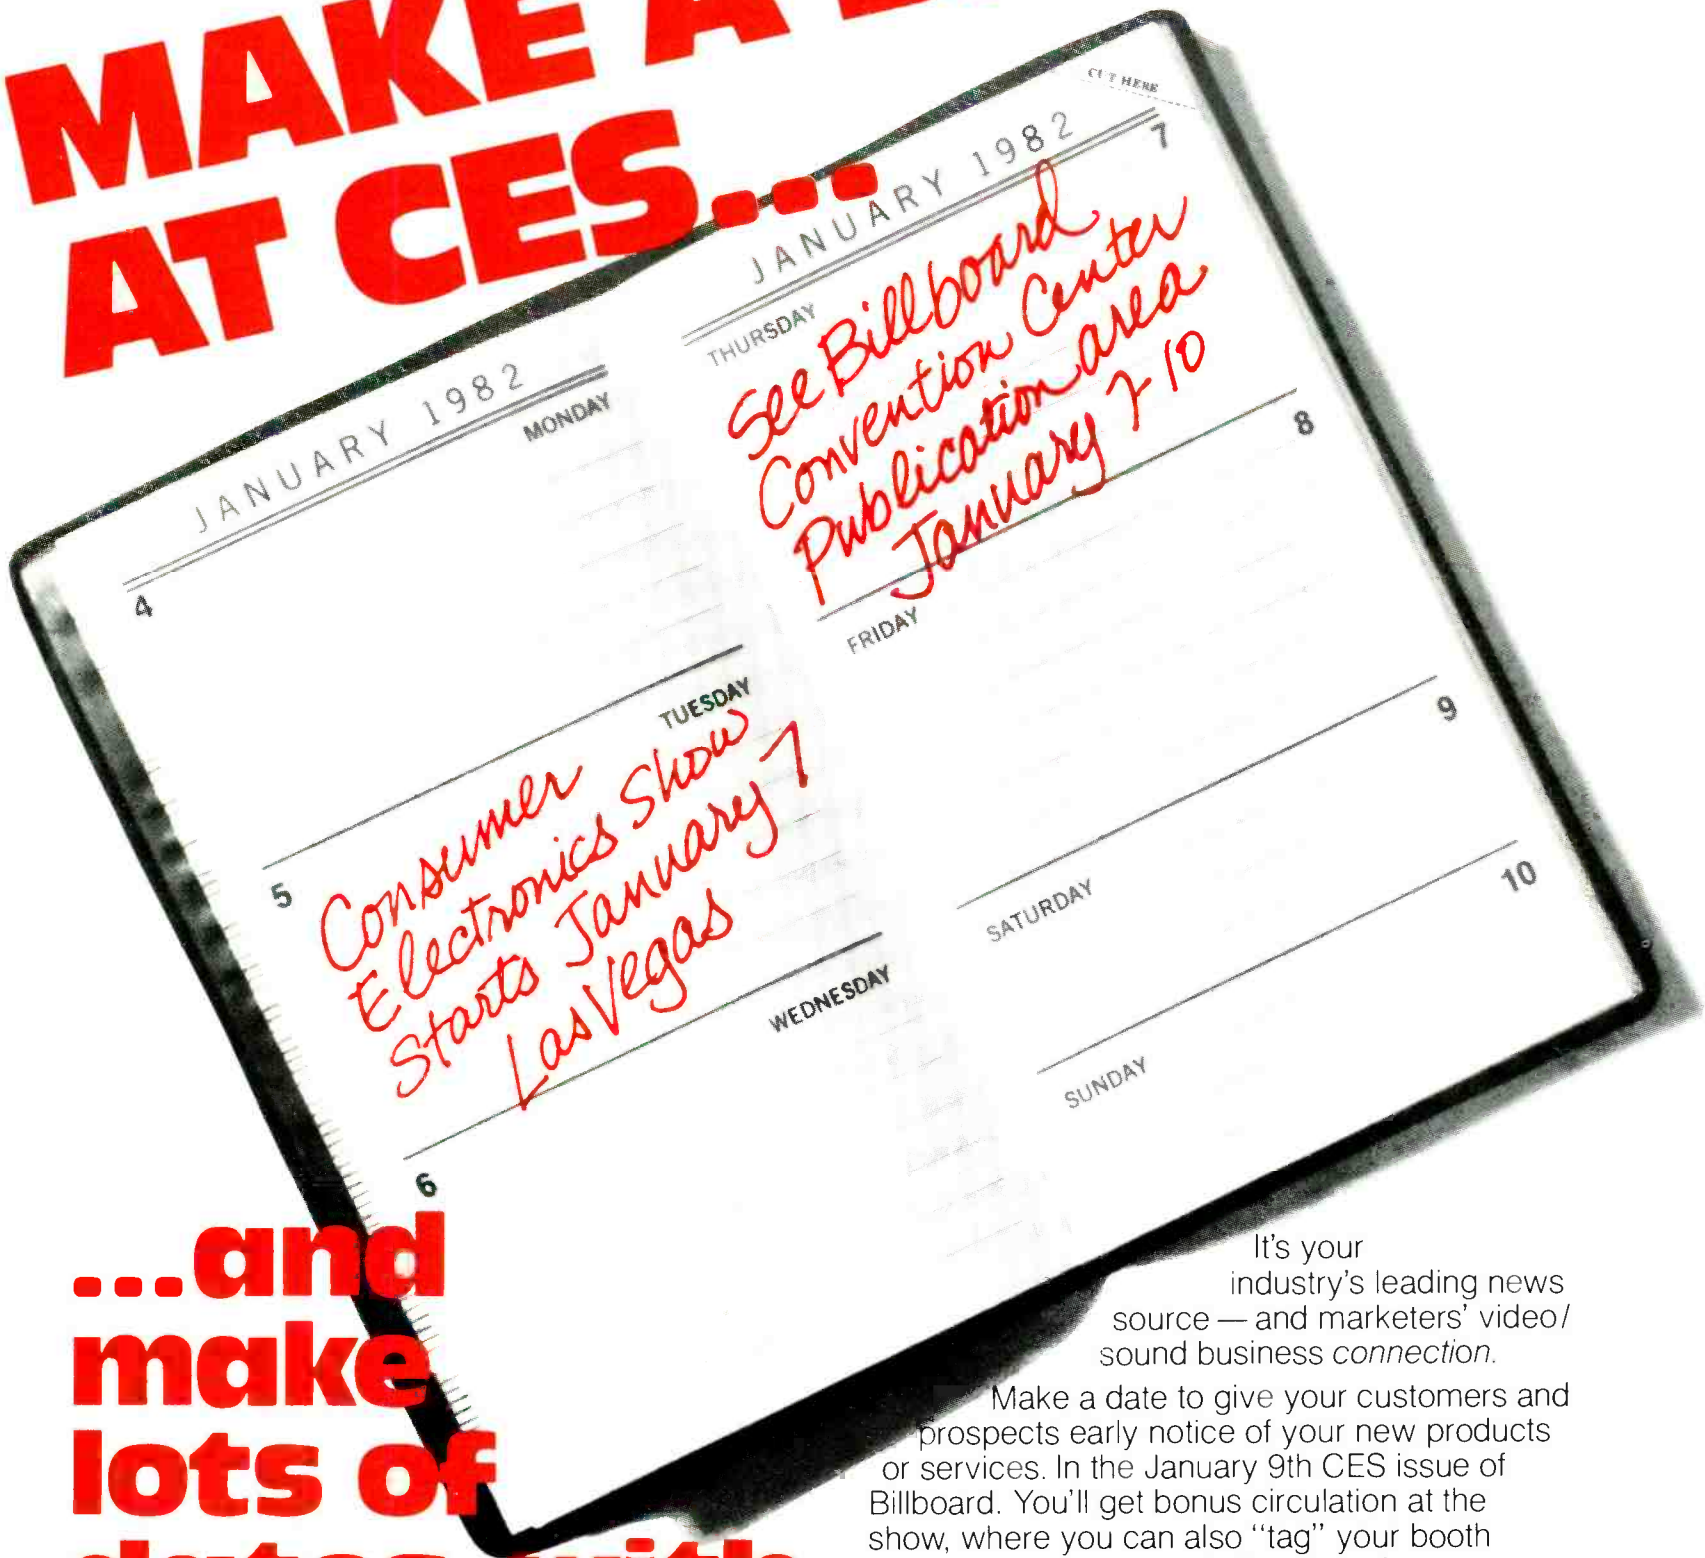 MAKE A
AT CES...
CUT HERE
JANUARY 1982
MONDAY
4
TUESDAY
5
Consumer
Electronics Show
Starts January 7
Las Vegas
WEDNESDAY
6
JANUARY 1982
7
THURSDAY
See Billboard
Convention Center
Publication area
January 7-10
8
FRIDAY
9
SATURDAY
10
SUNDAY
...and
make
lots of
It's your
industry's leading news
source — and marketers' video/
sound business connection.
Make a date to give your customers and
prospects early notice of your new products
or services. In the January 9th CES issue of
Billboard. You'll get bonus circulation at the
show, where you can also "tag" your booth